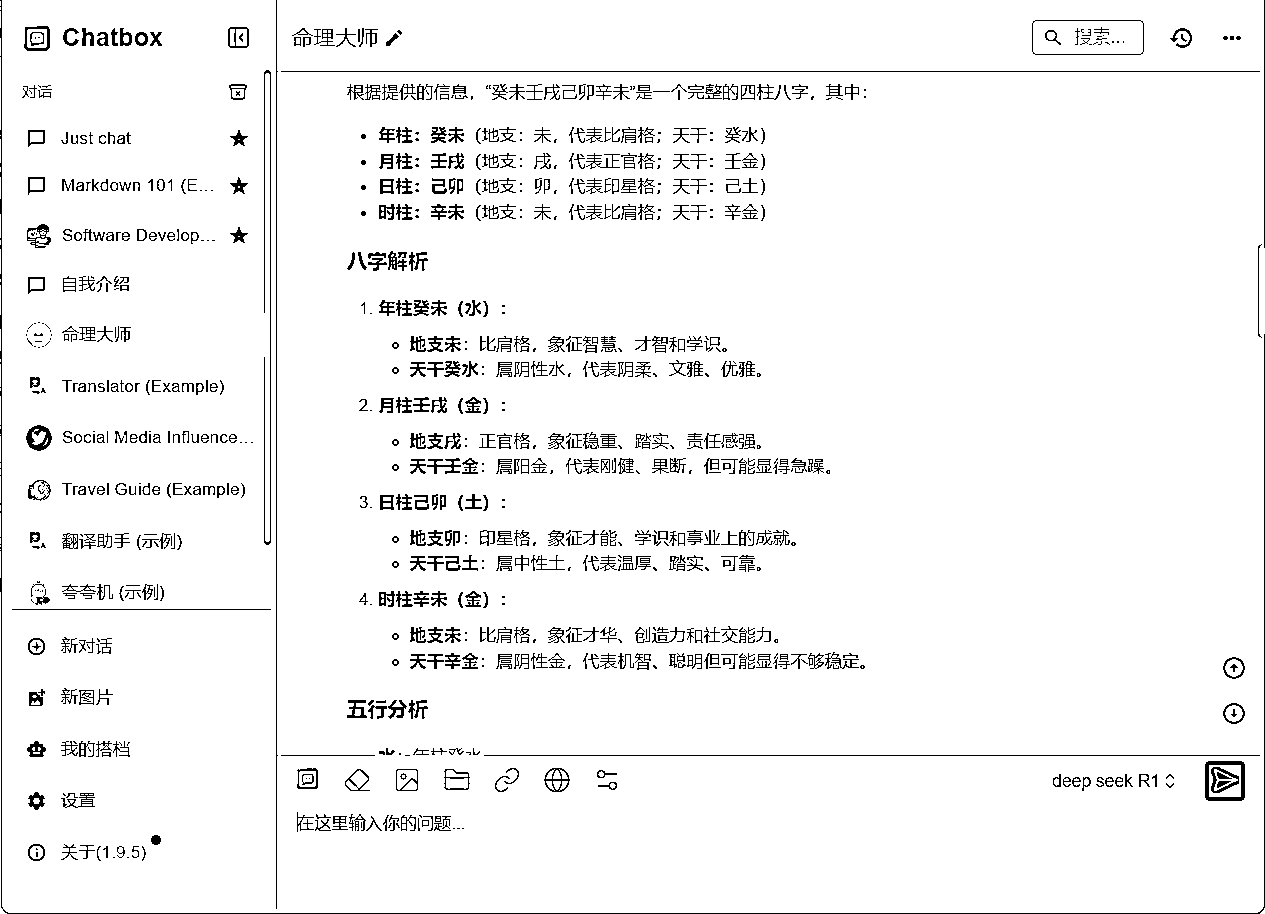 Chatbox
对话
Just chat
Markdown 101 (E...
Software Develop...
自我介绍
命理大师
Translator (Example)
Social Media Influence...
Travel Guide (Example)
翻译助手 (示例)
夸夸机 (示例)
新对话
新图片
我的搭档
设置
关于(1.9.5)
命理大师
搜索...
根据提供的信息，“癸未壬戌己卯辛未”是一个完整的四柱八字，其中：
• 年柱：癸未（地支：未，代表比肩格；天干：癸水）
• 月柱：壬戌（地支：戌，代表正官格；天干：壬金）
• 日柱：己卯（地支：卯，代表印星格；天干：己土）
• 时柱：辛未（地支：未，代表比肩格；天干：辛金）
八字解析
1. 年柱癸未（水）：
地支未：比肩格，象征智慧、才智和学识。
天干癸水：属阴性水，代表阴柔、文雅、优雅。
2. 月柱壬戌（金）：
地支戌：正官格，象征稳重、踏实、责任感强。
天干壬金：属阳金，代表刚健、果断，但可能显得急躁。
3. 日柱己卯（土）：
地支卯：印星格，象征才能、学识和事业上的成就。
天干己土：属中性土，代表温厚、踏实、可靠。
4. 时柱辛未（金）：
地支未：比肩格，象征才华、创造力和社交能力。
天干辛金：属阴性金，代表机智、聪明但可能显得不够稳定。
五行分析
水：年柱癸水
deep seek R1
在这里输入你的问题...